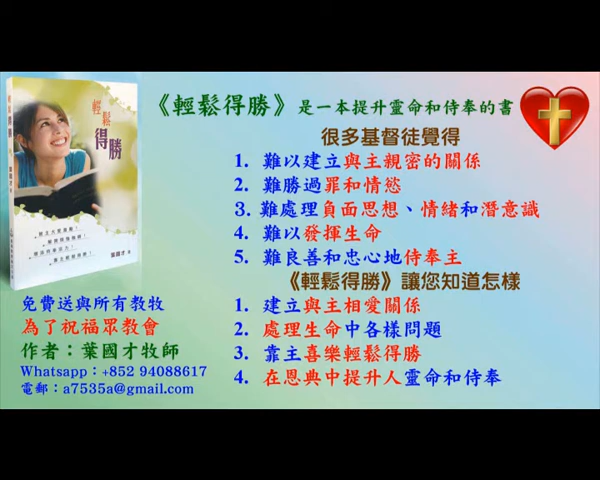 《輕鬆得勝》是一本提升靈命和侍奉的書
很多基督徒覺得
1. 難以建立與主親密的關係
2. 難勝過罪和情慾
3. 難處理負面思想、情緒和潛意識
4. 難以發揮生命
5. 難良善和忠心地侍奉主
《輕鬆得勝》讓您知道怎樣
1. 建立與主相愛關係
2. 處理生命中各樣問題
3. 靠主喜樂輕鬆得勝
4. 在恩典中提升人靈命和侍奉
輕鬆得勝
葉國才 著
輕鬆得勝
免費送與所有教牧
為了祝福眾教會
作者：葉國才牧師
Whatsapp：+852 94088617
電郵：a7535a@gmail.com